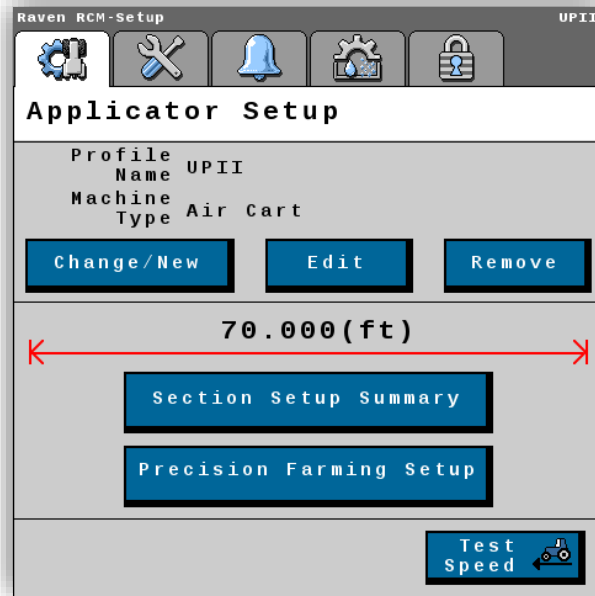 Raven RCM-Setup UPII
Applicator Setup
Profile
Name UPII
Machine
Type Air Cart
Change/New Edit Remove
70.000(ft)
Section Setup Summary
Precision Farming Setup
Test
Speed